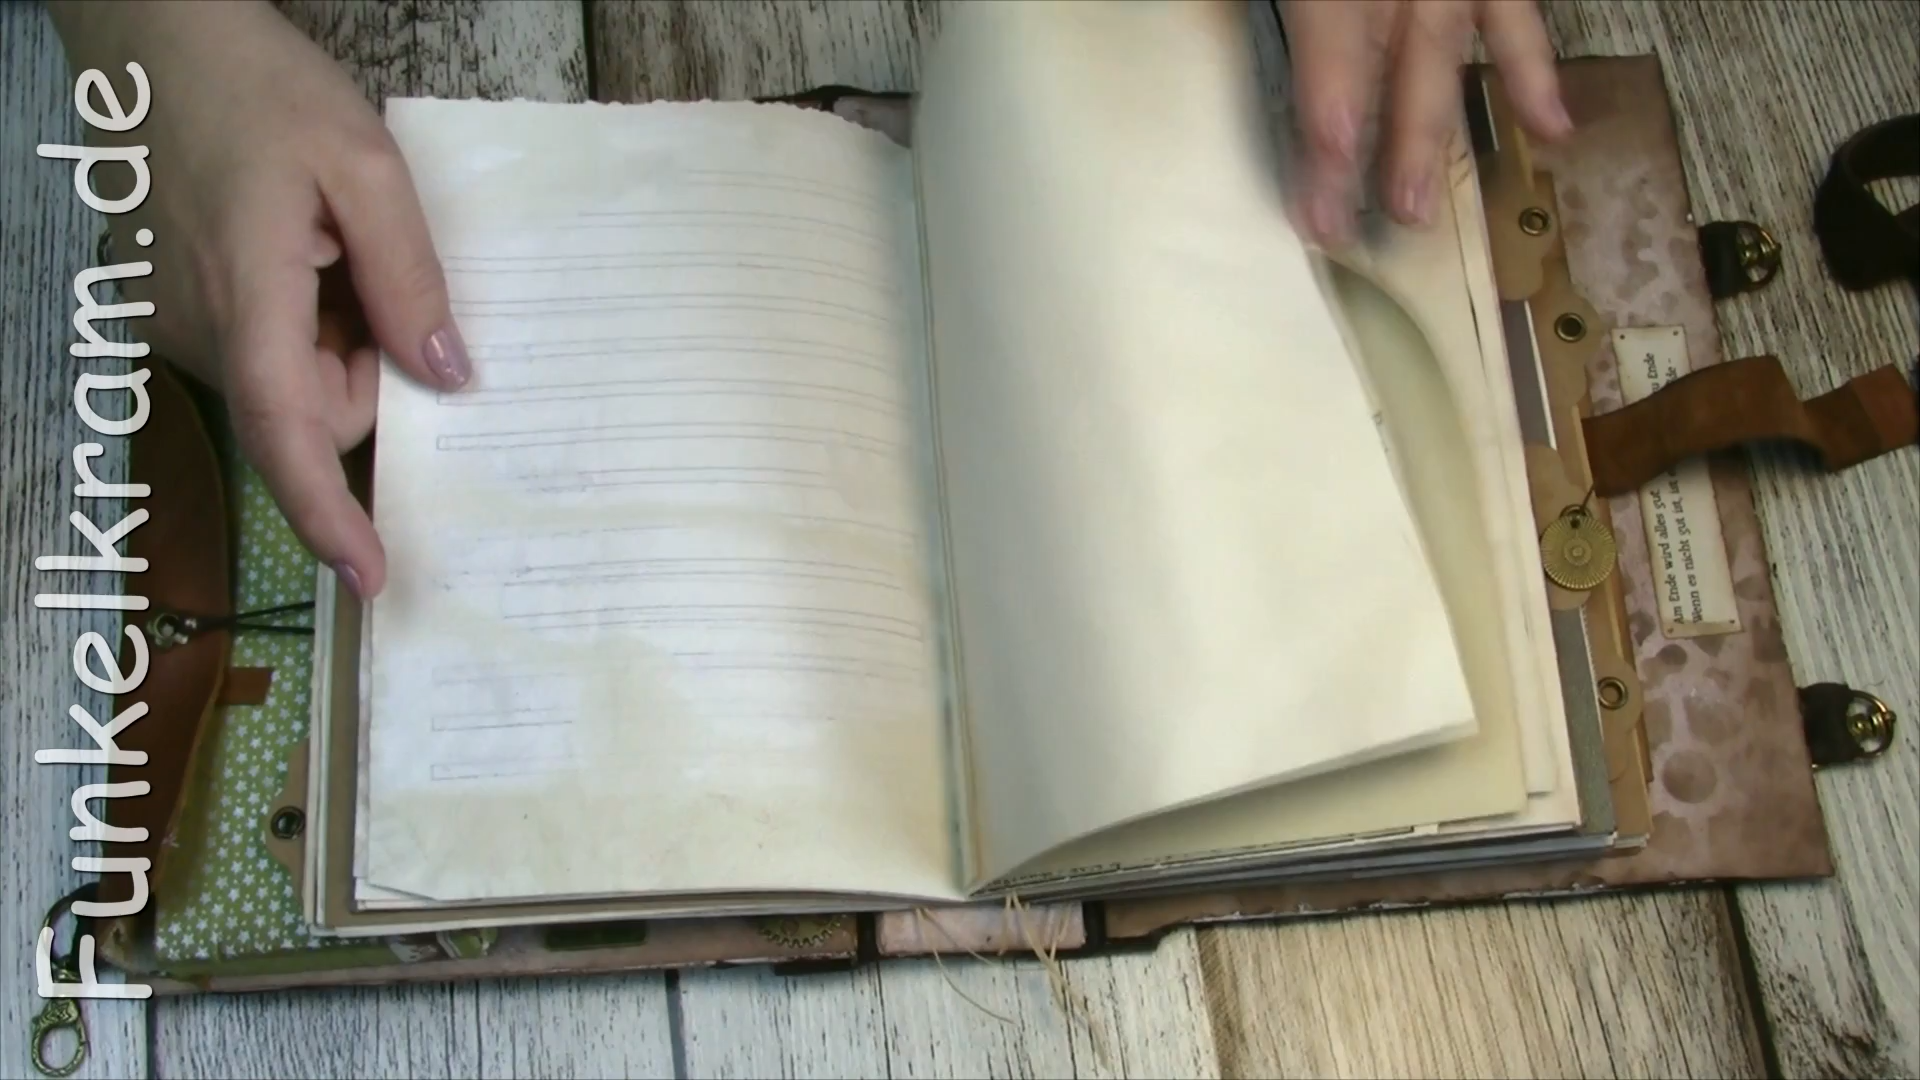 Funkelkram.de
Am Ende wird alles gut
Wenn es nicht gut ist, ist